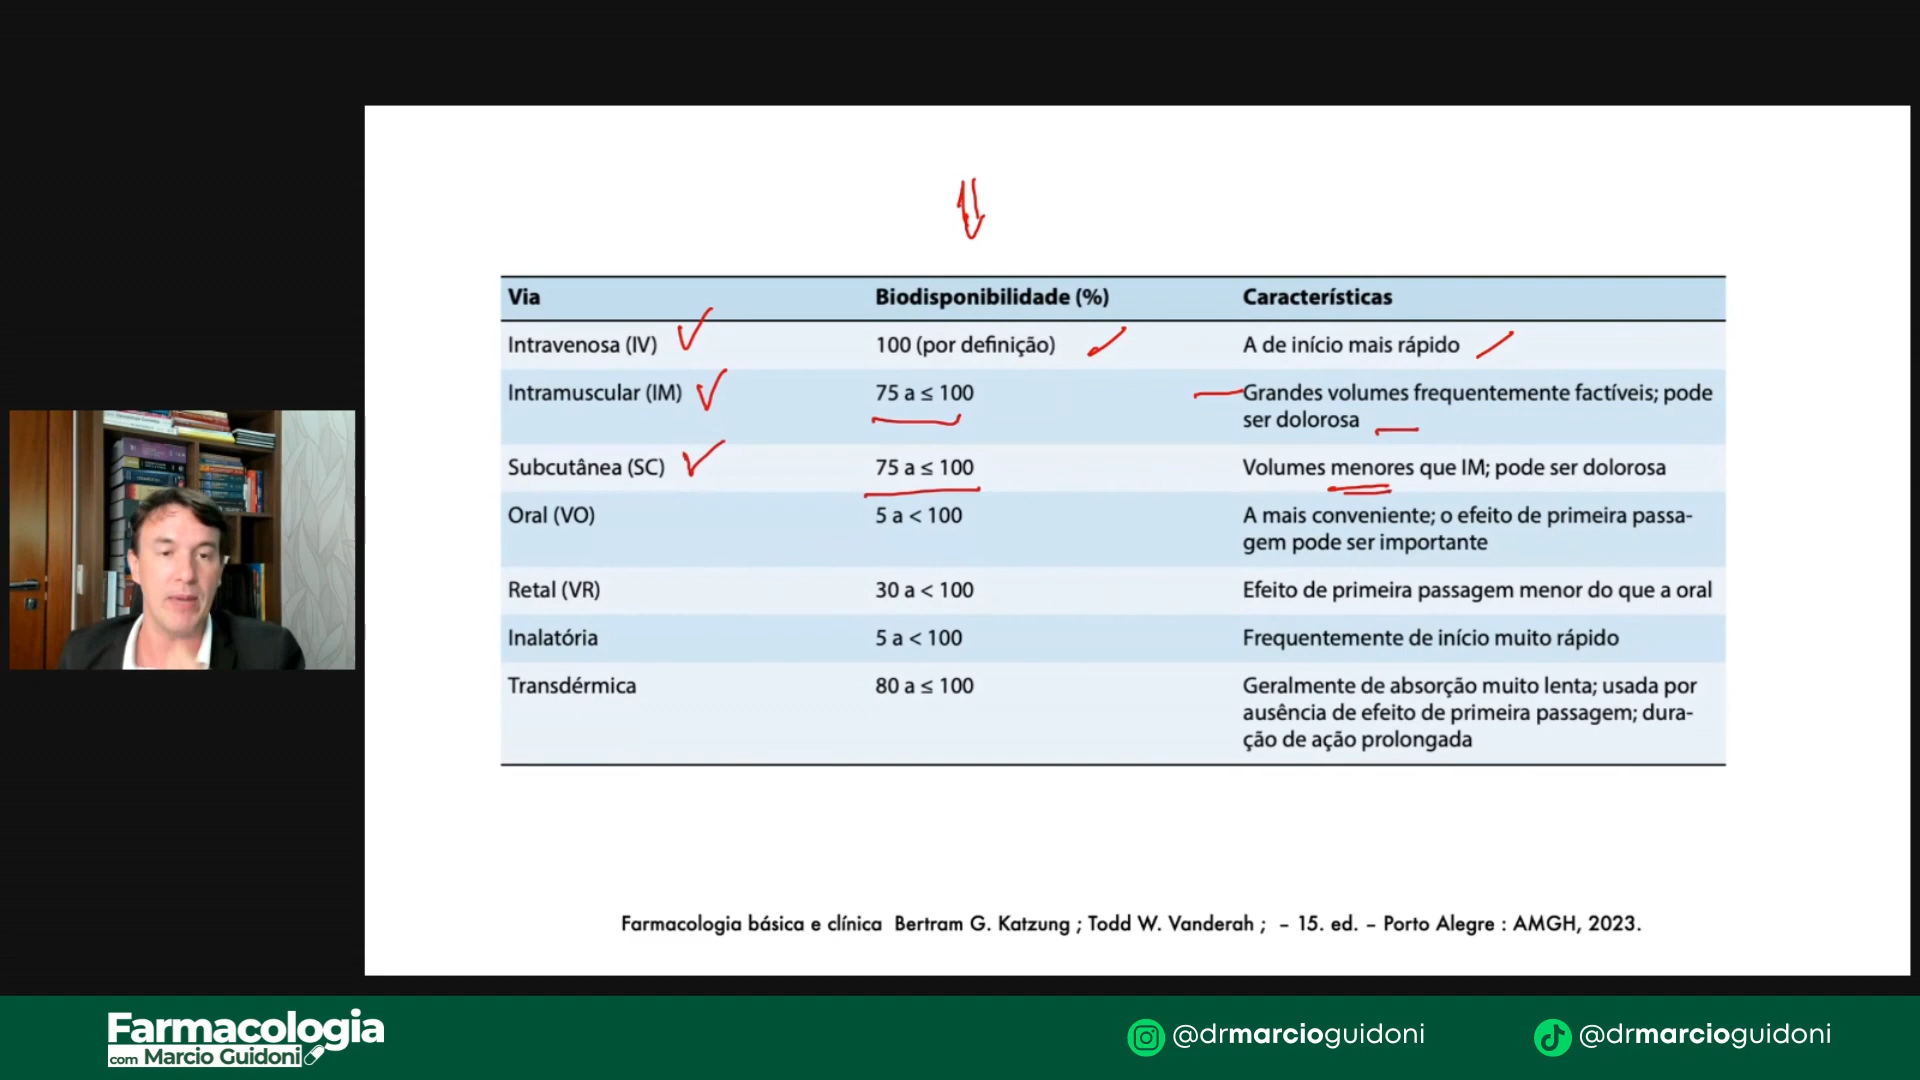 Via Biodisponibilidade (%) Características
Intravenosa (IV) 100 (por definição) A de início mais rápido
Intramuscular (IM) 75 a ≤ 100 Grandes volumes frequentemente factíveis; pode
ser dolorosa
Subcutânea (SC) 75 a ≤ 100 Volumes menores que IM; pode ser dolorosa
Oral (VO) 5 a < 100 A mais conveniente; o efeito de primeira passa-
gem pode ser importante
Retal (VR) 30 a < 100 Efeito de primeira passagem menor do que a oral
Inalatória 5 a < 100 Frequentemente de início muito rápido
Transdérmica 80 a ≤ 100 Geralmente de absorção muito lenta; usada por
ausência de efeito de primeira passagem; dura-
ção de ação prolongada
Farmacologia básica e clínica Bertram G. Katzung ; Todd W. Vanderah ; – 15. ed. – Porto Alegre : AMGH, 2023.
Farmacologia
com Marcio Guidoni
@drmarcioguidoni
@drmarcioguidoni